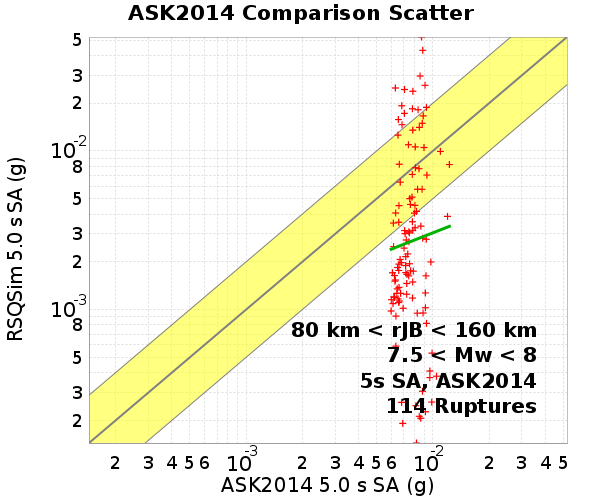 ASK2014 Comparison Scatter
RSQSim 5.0 s SA (g)
5
3
2
10-2
8
5
3
2
10-3
8
5
3
2
80 km < rJB < 160 km
7.5 < Mw < 8
5s SA, ASK2014
114 Ruptures
2 3 4 5 6 10-3 2 3 4 5 6 10-2 2 3 4 5
ASK2014 5.0 s SA (g)